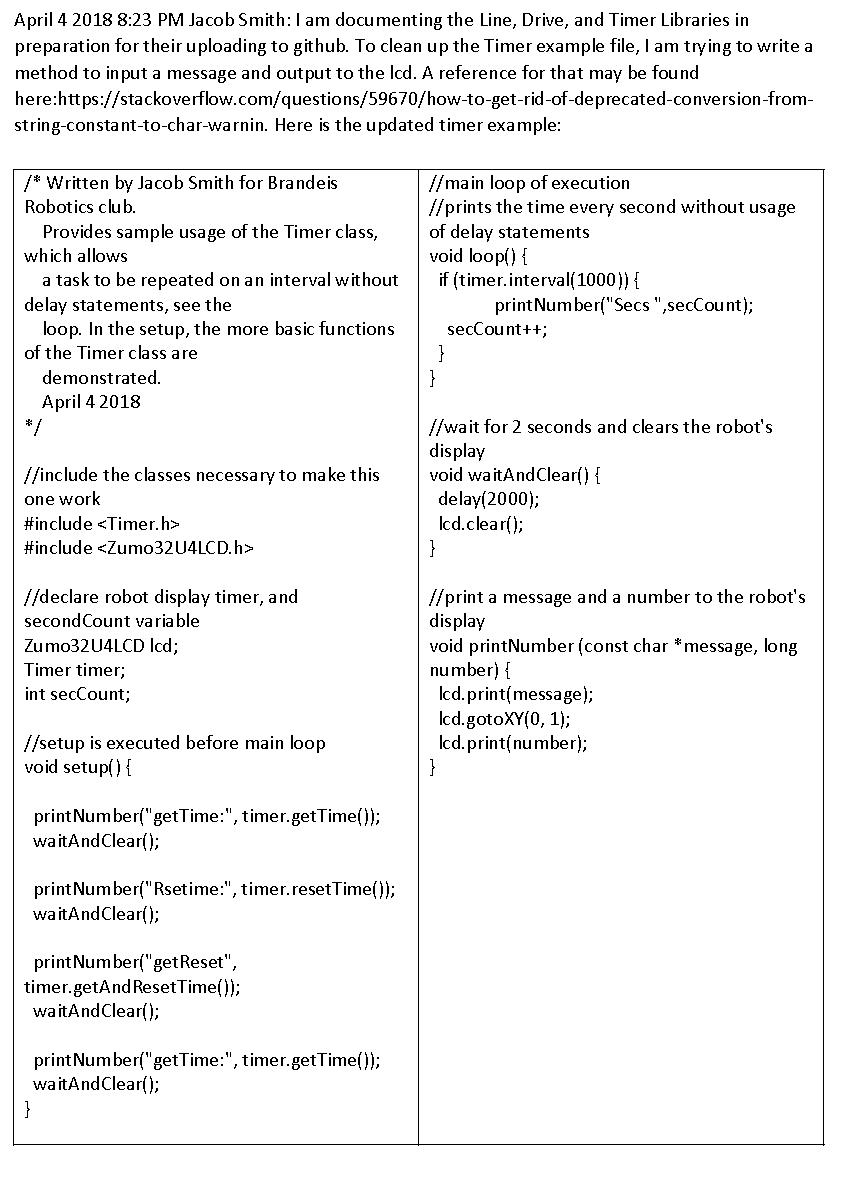 April 4 2018 8:23 PM Jacob Smith: I am documenting the Line, Drive, and Timer Libraries in
preparation for their uploading to github. To clean up the Timer example file, I am trying to write a
method to input a message and output to the lcd. A reference for that may be found
here:https://stackoverflow.com/questions/59670/how-to-get-rid-of-deprecated-conversion-from-
string-constant-to-char-warnin. Here is the updated timer example:
/* Written by Jacob Smith for Brandeis
Robotics club.
Provides sample usage of the Timer class,
which allows
a task to be repeated on an interval without
delay statements, see the
loop. In the setup, the more basic functions
of the Timer class are
demonstrated.
April 4 2018
*/
//include the classes necessary to make this
one work
#include <Timer.h>
#include <Zumo32U4LCD.h>
//declare robot display timer, and
secondCount variable
Zumo32U4LCD lcd;
Timer timer;
int secCount;
//setup is executed before main loop
void setup() {
printNumber("getTime:", timer.getTime());
waitAndClear();
printNumber("Rsetime:", timer.resetTime());
waitAndClear();
printNumber("getReset",
timer.getAndResetTime());
waitAndClear();
printNumber("getTime:", timer.getTime());
waitAndClear();
}
//main loop of execution
//prints the time every second without usage
of delay statements
void loop() {
if (timer.interval(1000)) {
printNumber("Secs ",secCount);
secCount++;
}
}
//wait for 2 seconds and clears the robot's
display
void waitAndClear() {
delay(2000);
lcd.clear();
}
//print a message and a number to the robot's
display
void printNumber (const char *message, long
number) {
lcd.print(message);
lcd.gotoXY(0, 1);
lcd.print(number);
}